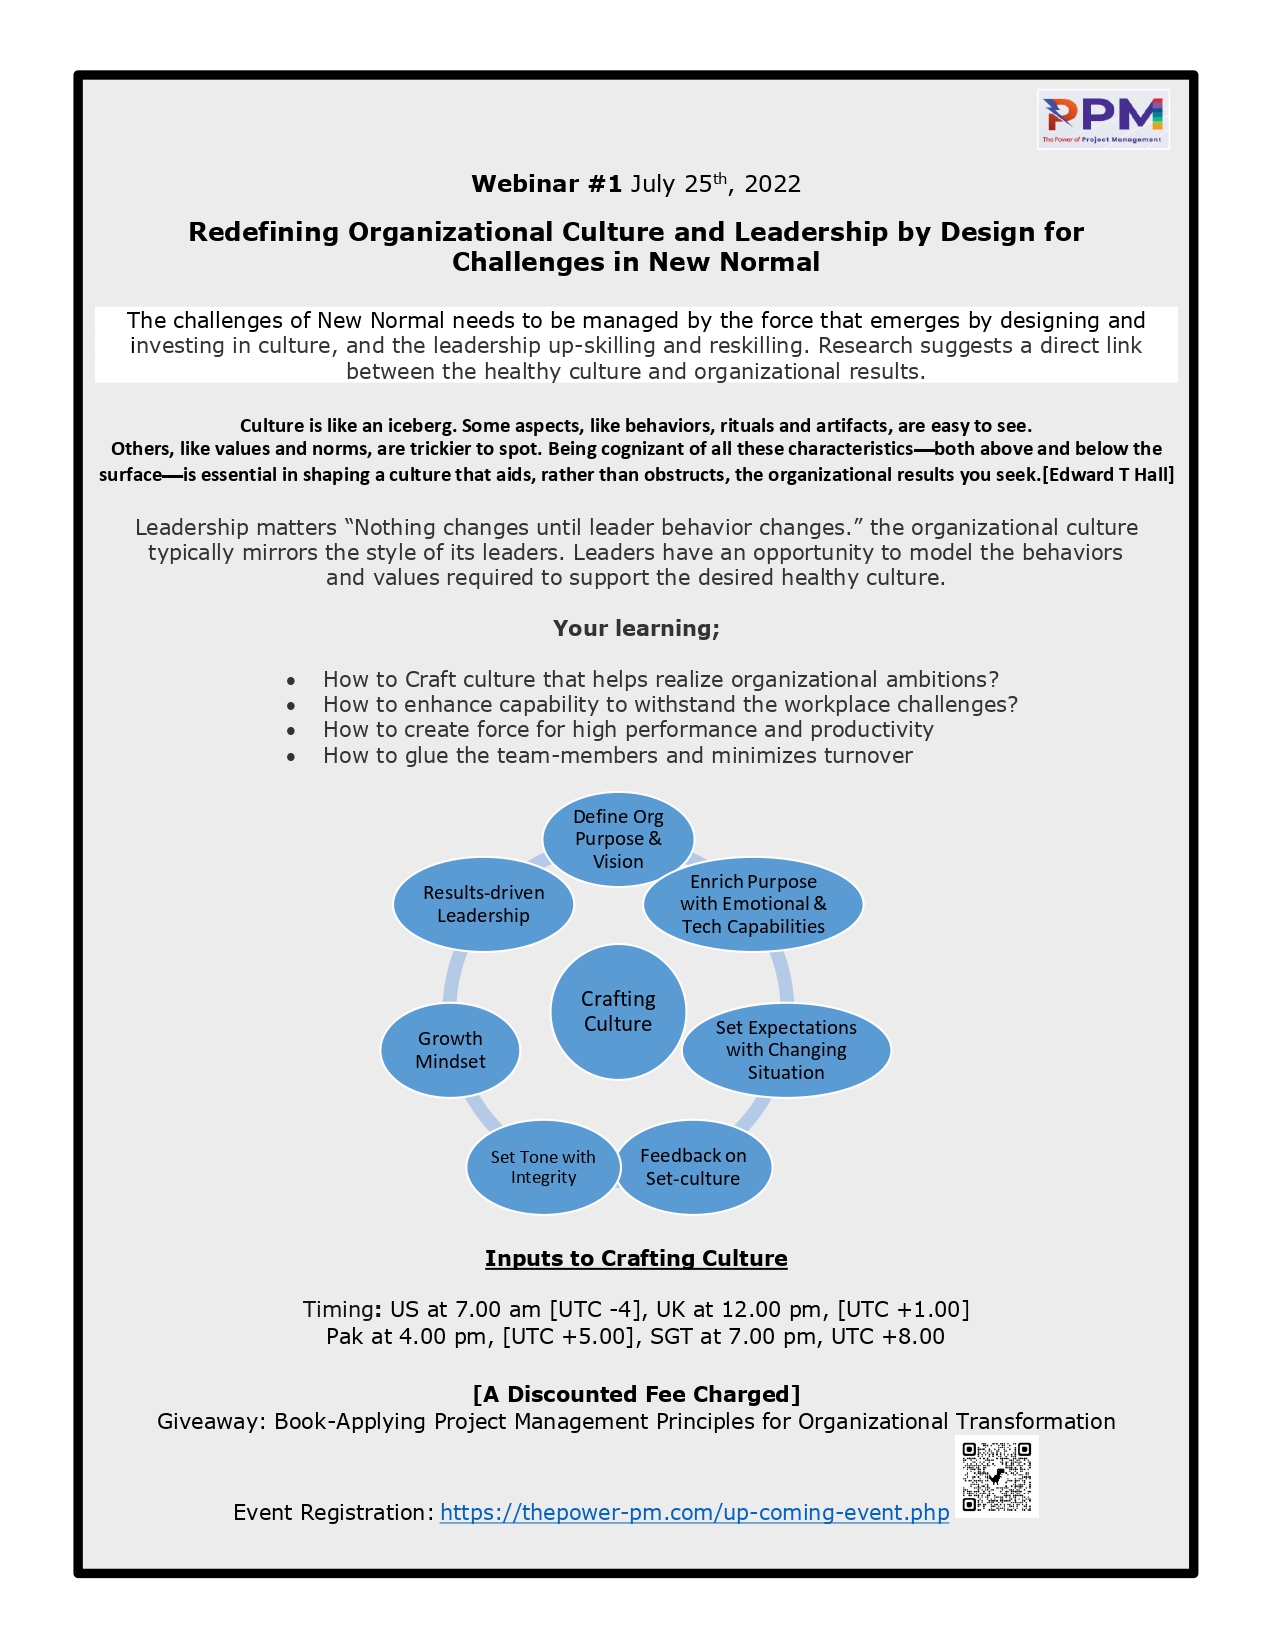 PPM
The Power of Project Management
Webinar #1 July 25th, 2022
Redefining Organizational Culture and Leadership by Design for
Challenges in New Normal
The challenges of New Normal needs to be managed by the force that emerges by designing and
investing in culture, and the leadership up-skilling and reskilling. Research suggests a direct link
between the healthy culture and organizational results.
Culture is like an iceberg. Some aspects, like behaviors, rituals and artifacts, are easy to see.
Others, like values and norms, are trickier to spot. Being cognizant of all these characteristics—both above and below the
surface—is essential in shaping a culture that aids, rather than obstructs, the organizational results you seek.[Edward T Hall]
Leadership matters “Nothing changes until leader behavior changes.” the organizational culture
typically mirrors the style of its leaders. Leaders have an opportunity to model the behaviors
and values required to support the desired healthy culture.
Your learning;
• How to Craft culture that helps realize organizational ambitions?
• How to enhance capability to withstand the workplace challenges?
• How to create force for high performance and productivity
• How to glue the team-members and minimizes turnover
Define Org
Purpose &
Vision
Enrich Purpose
with Emotional &
Tech Capabilities
Set Expectations
with Changing
Situation
Feedback on
Set-culture
Set Tone with
Integrity
Growth
Mindset
Results-driven
Leadership
Crafting
Culture
Inputs to Crafting Culture
Timing: US at 7.00 am [UTC -4], UK at 12.00 pm, [UTC +1.00]
Pak at 4.00 pm, [UTC +5.00], SGT at 7.00 pm, UTC +8.00
[A Discounted Fee Charged]
Giveaway: Book-Applying Project Management Principles for Organizational Transformation
Event Registration: https://thepower-pm.com/up-coming-event.php